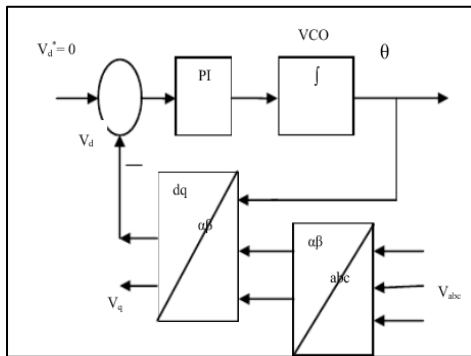 VCO
V_d^*= 0
PI
∫
θ
V_d
—
dq
αβ
αβ
abc
V_q
V_abc